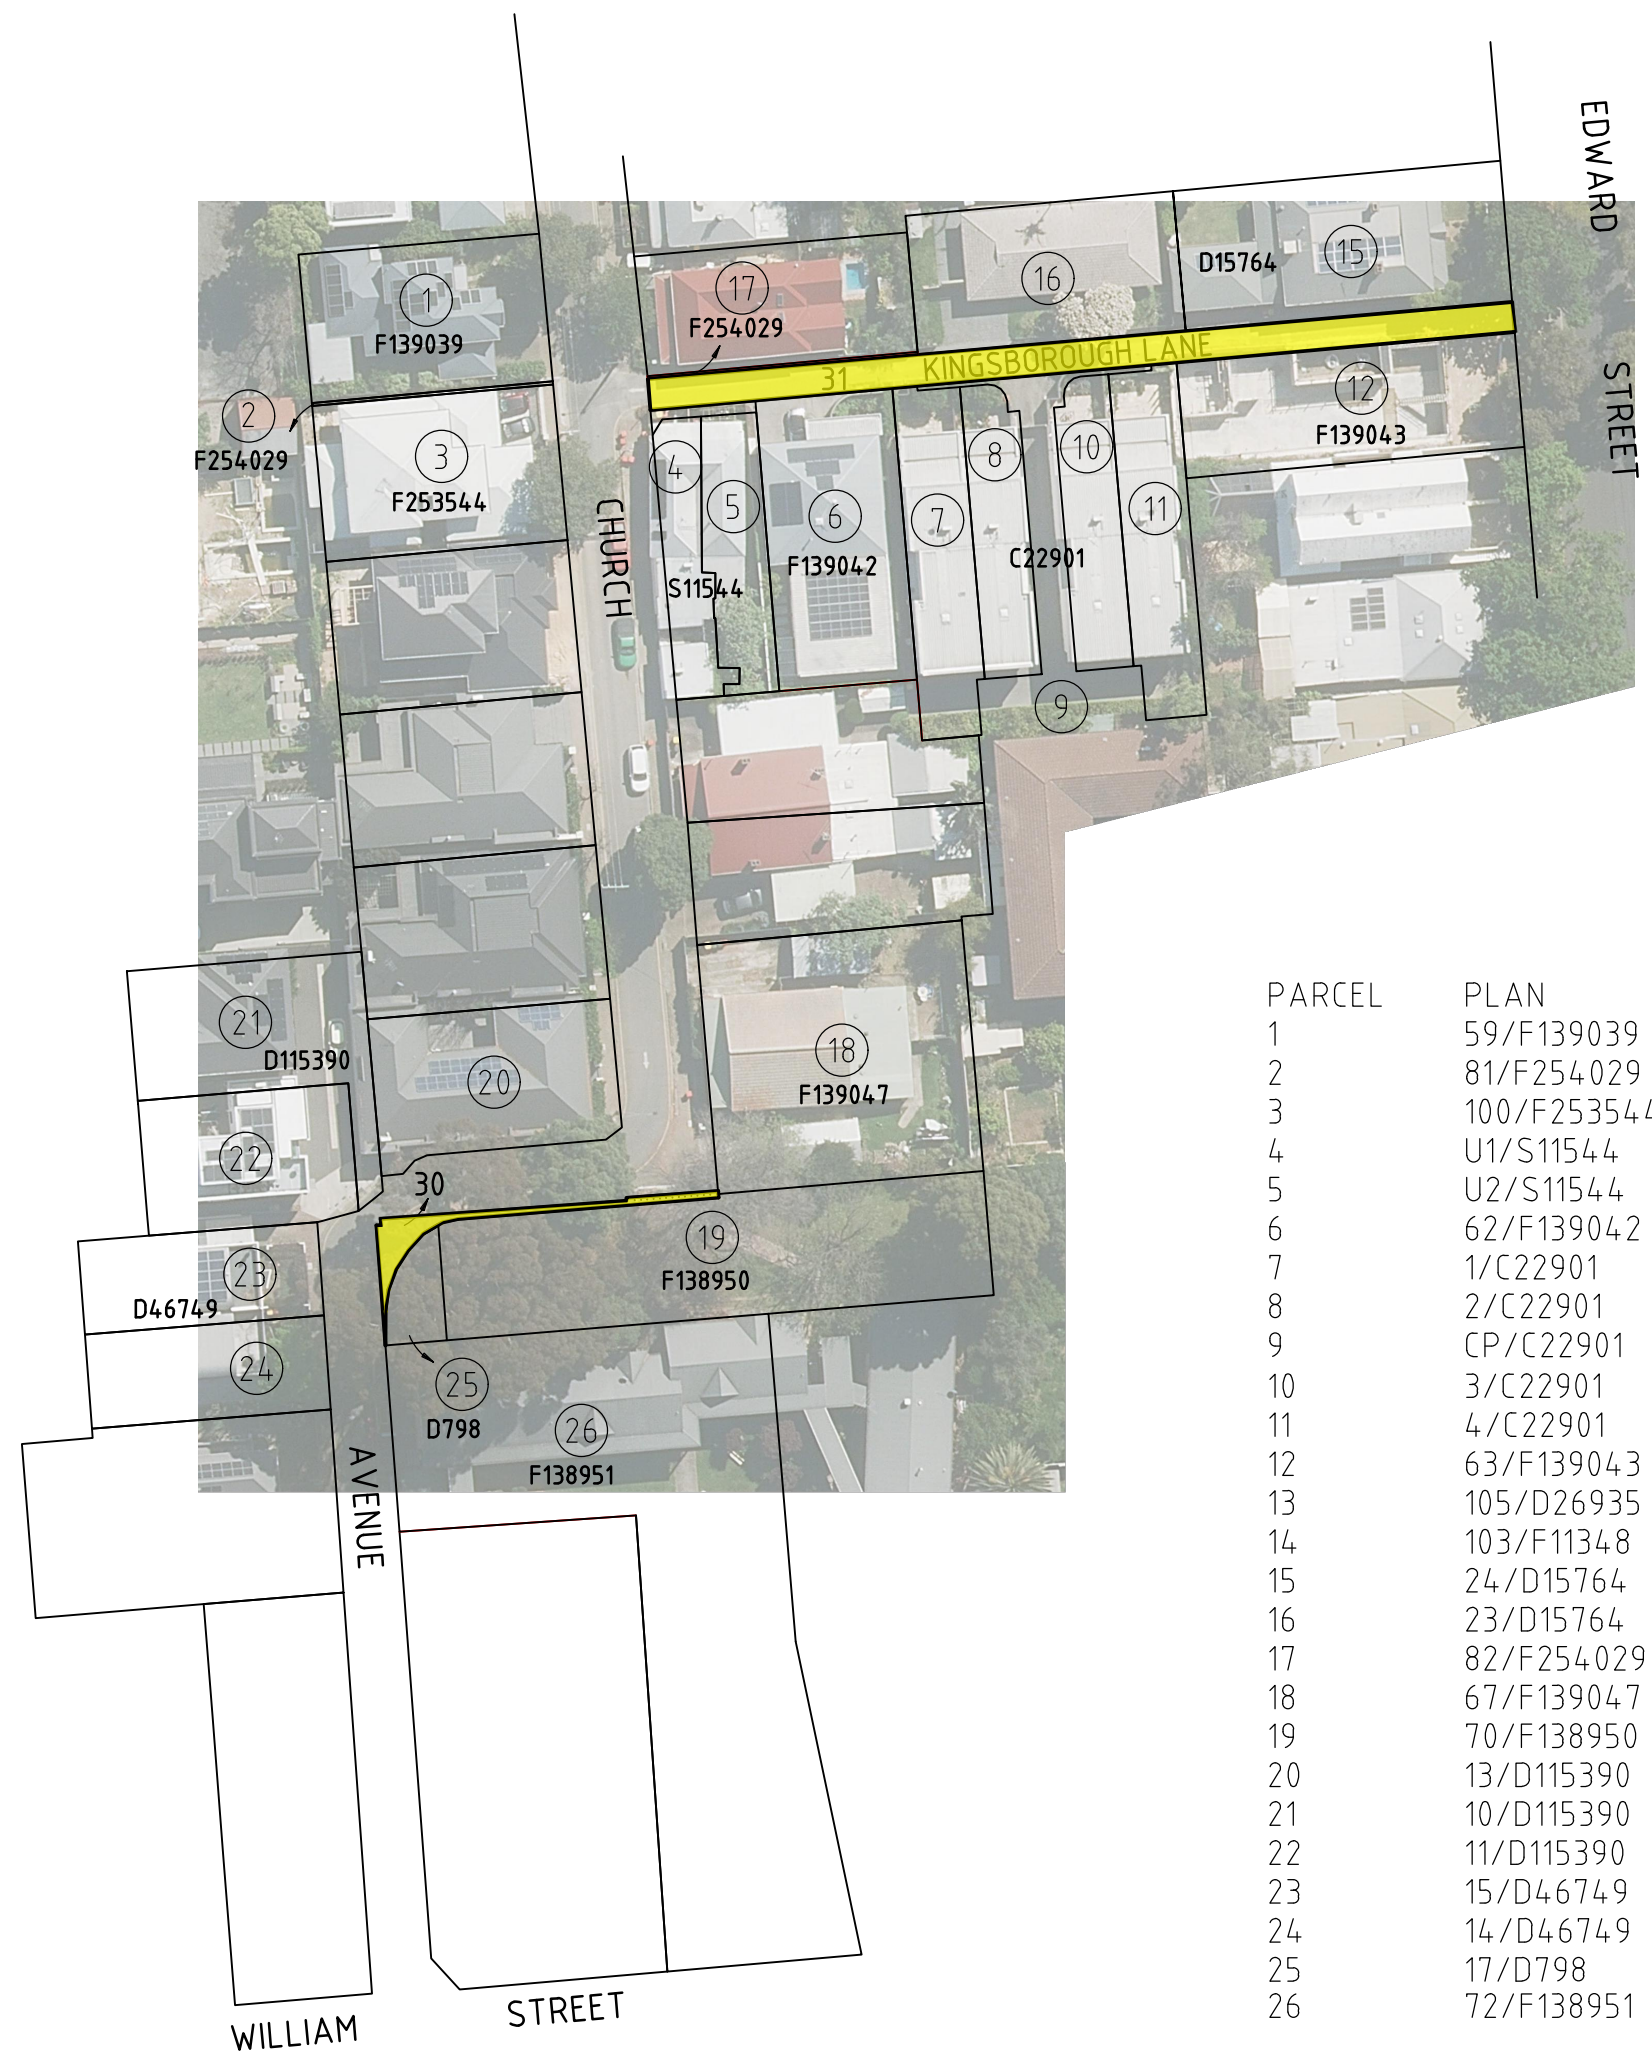 EDWARD
STREET
15
D15764
16
17
F254029
1
F139039
KINGSBOROUGH LANE
31
12
F139043
2
F254029
3
F253544
4
5
6
7
8
10
11
CHURCH
F139042
C22901
S11544
9
21
D115390
20
18
F139047
22
30
19
F138950
23
D46749
24
25
D798
26
F138951
AVENUE
WILLIAM
STREET
PARCEL PLAN
1 59/F139039
2 81/F254029
3 100/F253544
4 U1/S11544
5 U2/S11544
6 62/F139042
7 1/C22901
8 2/C22901
9 CP/C22901
10 3/C22901
11 4/C22901
12 63/F139043
13 105/D26935
14 103/F11348
15 24/D15764
16 23/D15764
17 82/F254029
18 67/F139047
19 70/F138950
20 13/D115390
21 10/D115390
22 11/D115390
23 15/D46749
24 14/D46749
25 17/D798
26 72/F138951